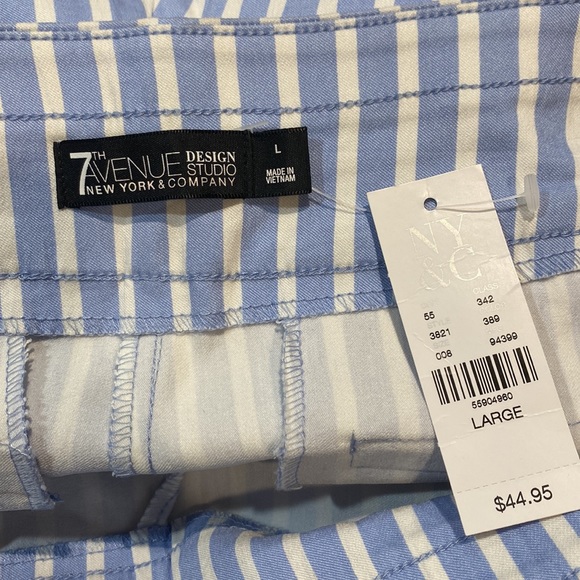 7TH AVENUE DESIGN STUDIO
NEW YORK & COMPANY
L
MADE IN
VIETNAM
NY
&C
CLASS
55 342
3821 389
008 94399
55904960
LARGE
$44.95